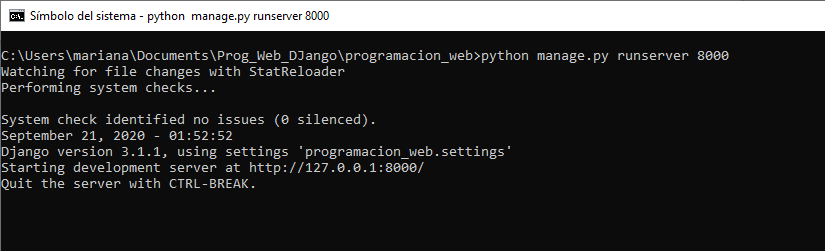 Símbolo del sistema - python  manage.py runserver 8000
C:\Users\mariana\Documents\Prog_Web_DJango\programacion_web>python manage.py runserver 8000
Watching for file changes with StatReloader
Performing system checks...
System check identified no issues (0 silenced).
September 21, 2020 - 01:52:52
Django version 3.1.1, using settings 'programacion_web.settings'
Starting development server at http://127.0.0.1:8000/
Quit the server with CTRL-BREAK.